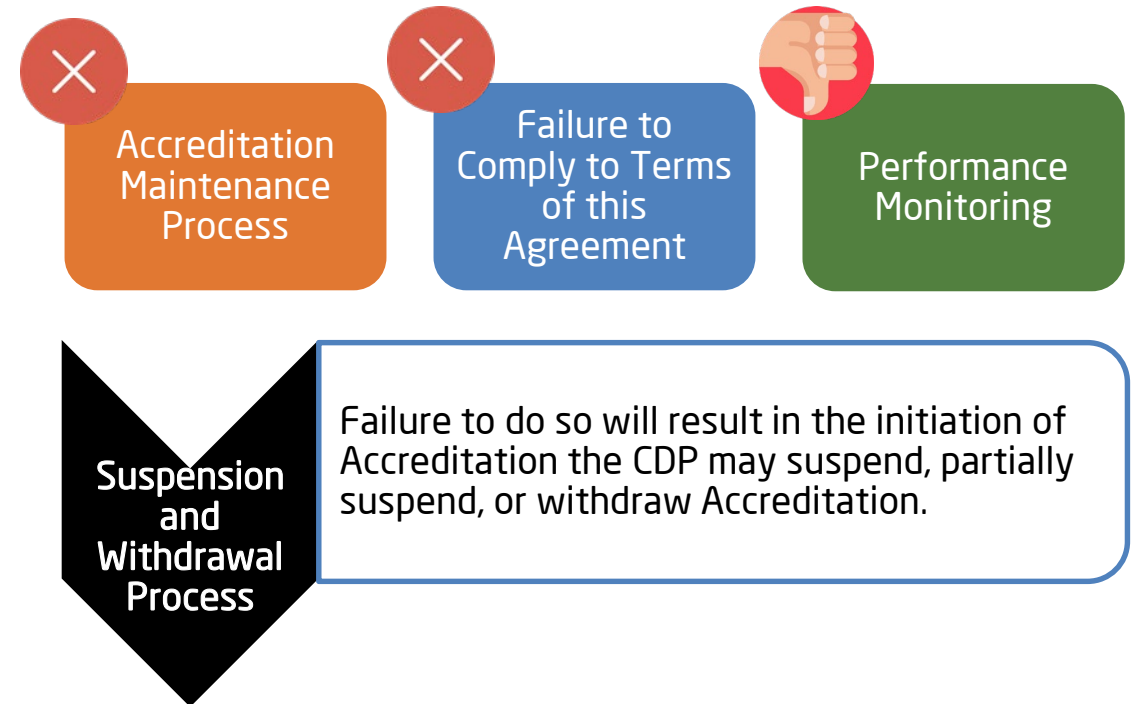 Accreditation
Maintenance
Process
Failure to
Comply to Terms
of this
Agreement
Performance
Monitoring
Suspension
and
Withdrawal
Process
Failure to do so will result in the initiation of
Accreditation the CDP may suspend, partially
suspend, or withdraw Accreditation.